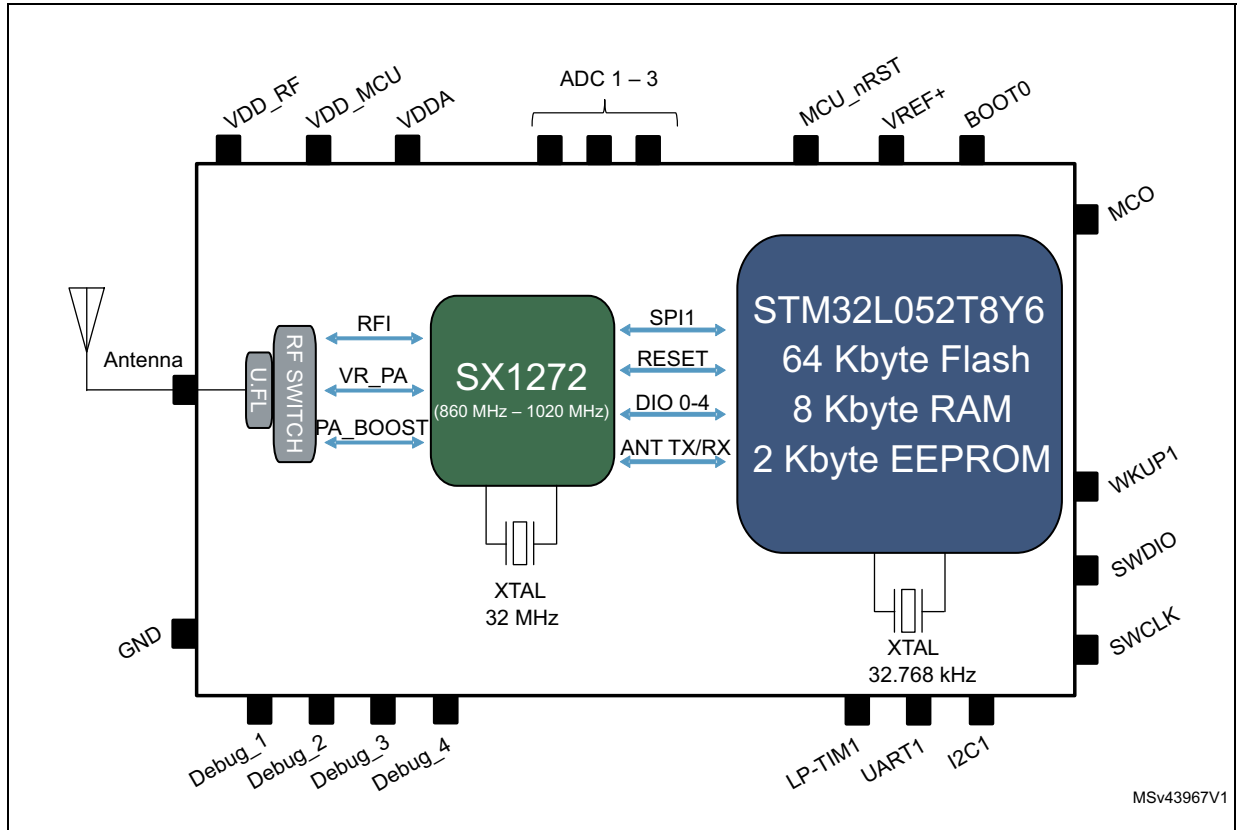 VDD_RF
VDD_MCU
VDDA
ADC 1 – 3
MCU_nRST
VREF+
BOOT0
MCO
Antenna
U.FL
RF SWITCH
RFI
VR_PA
PA_BOOST
SX1272
(860 MHz – 1020 MHz)
SPI1
RESET
DIO 0-4
ANT TX/RX
STM32L052T8Y6
64 Kbyte Flash
8 Kbyte RAM
2 Kbyte EEPROM
WKUP1
SWDIO
SWCLK
XTAL
32 MHz
XTAL
32.768 kHz
GND
Debug_1
Debug_2
Debug_3
Debug_4
LP-TIM1
UART1
I2C1
MSv43967V1